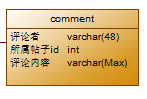 comment
评论者 varchar(48)
所属帖子id int
评论内容 varchar(Max)